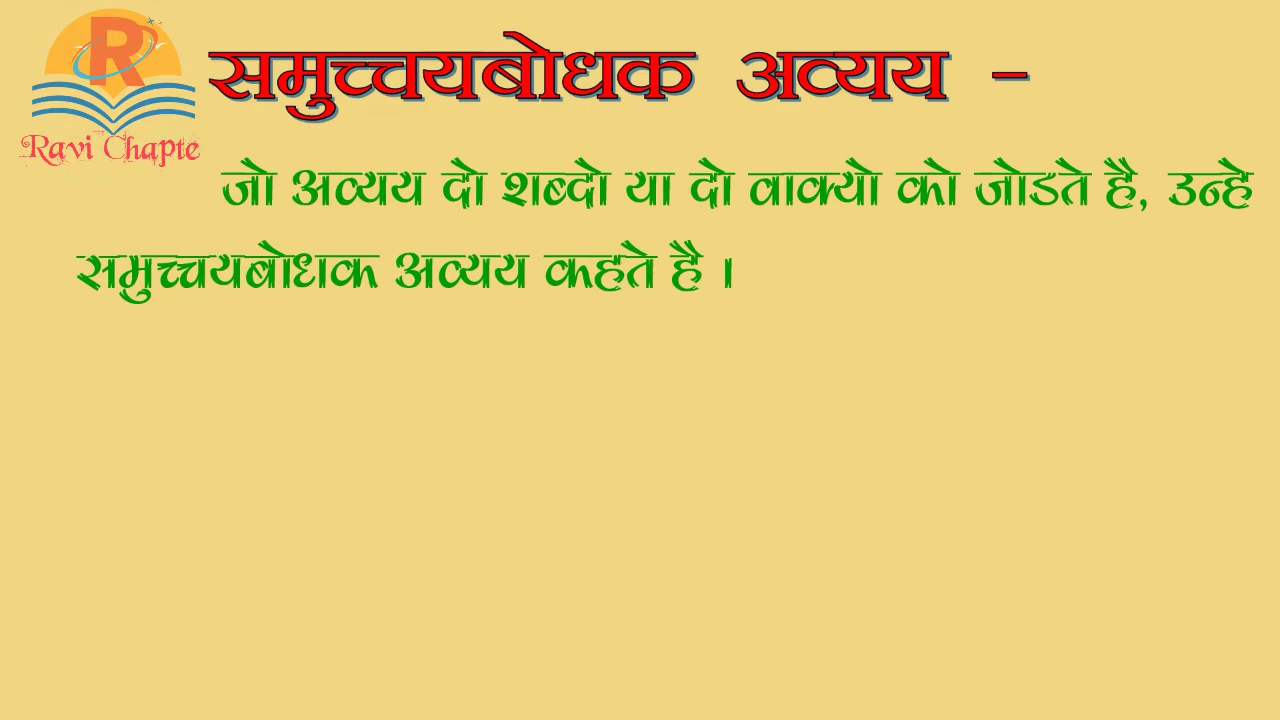 Ravi Chapte
समुच्चयबोधक अव्यय -
जो अव्यय दो शब्दो या दो वाक्यो को जोडते है, उन्हे
समुच्चयबोधक अव्यय कहते है ।